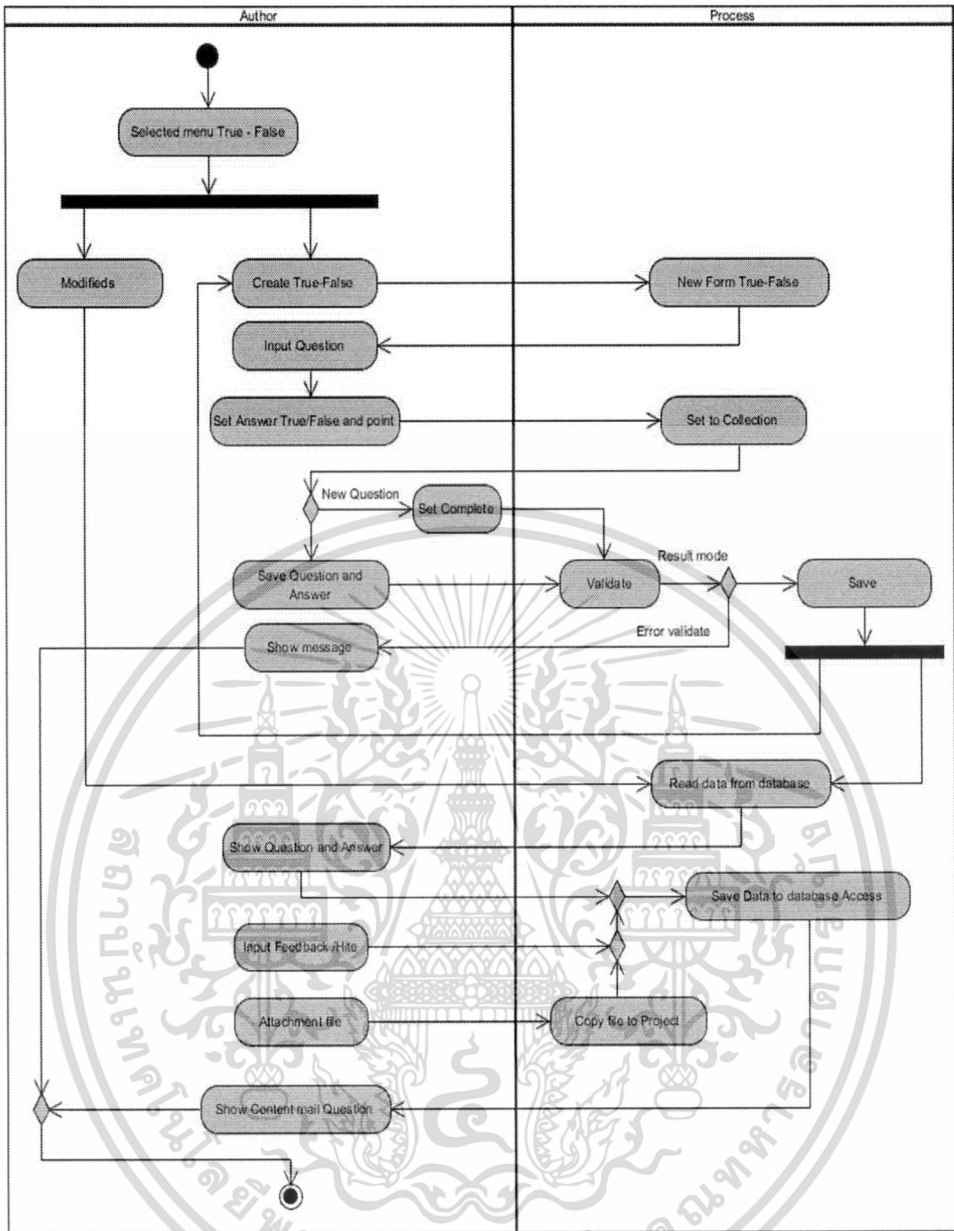 Author
Process
Selected menu True - False
Modifieds
Create True-False
New Form True-False
Input Question
Set Answer True/False and point
Set to Collection
New Question
Set Complete
Result mode
Save Question and
Answer
Validate
Save
Error validate
Show message
Read data from database
Show Question and Answer
Save Data to database Access
Input Feedback /Hite
Attachment file
Copy file to Project
Show Content mail Question